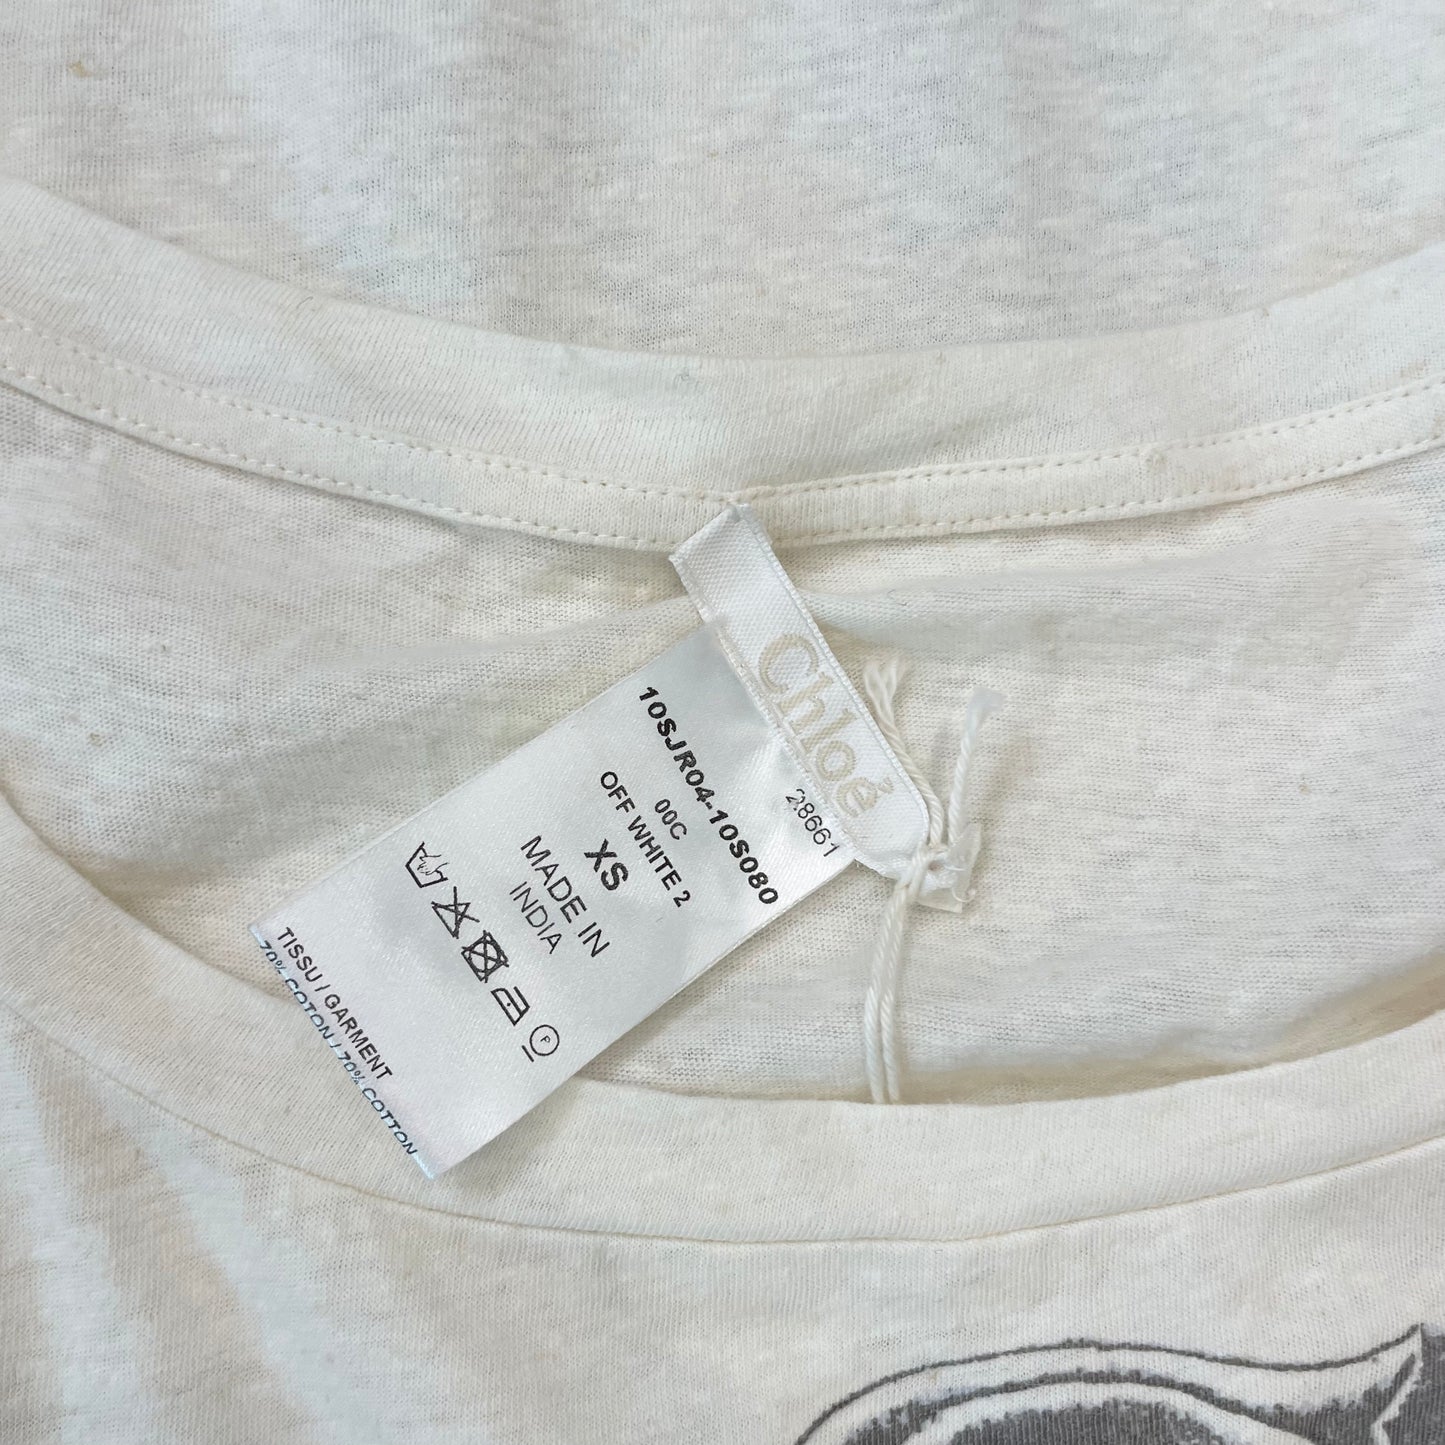 Chloé
28661
10SJR04-10S080
00C
OFF WHITE 2
XS
MADE IN
INDIA
P
TISSU / GARMENT
70% COTON / 70% COTTON